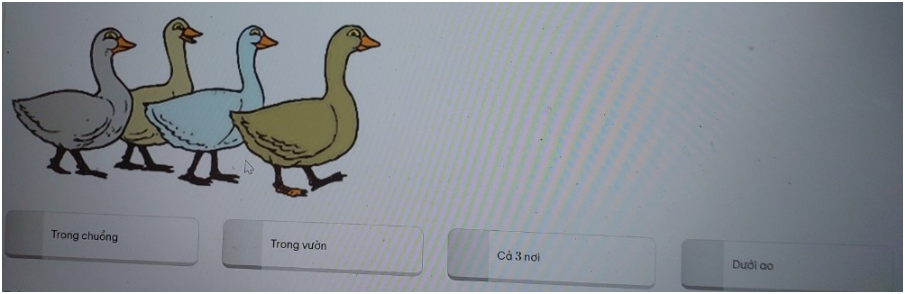 Trong chuồng
Trong vườn
Cả 3 nơi
Dưới ao